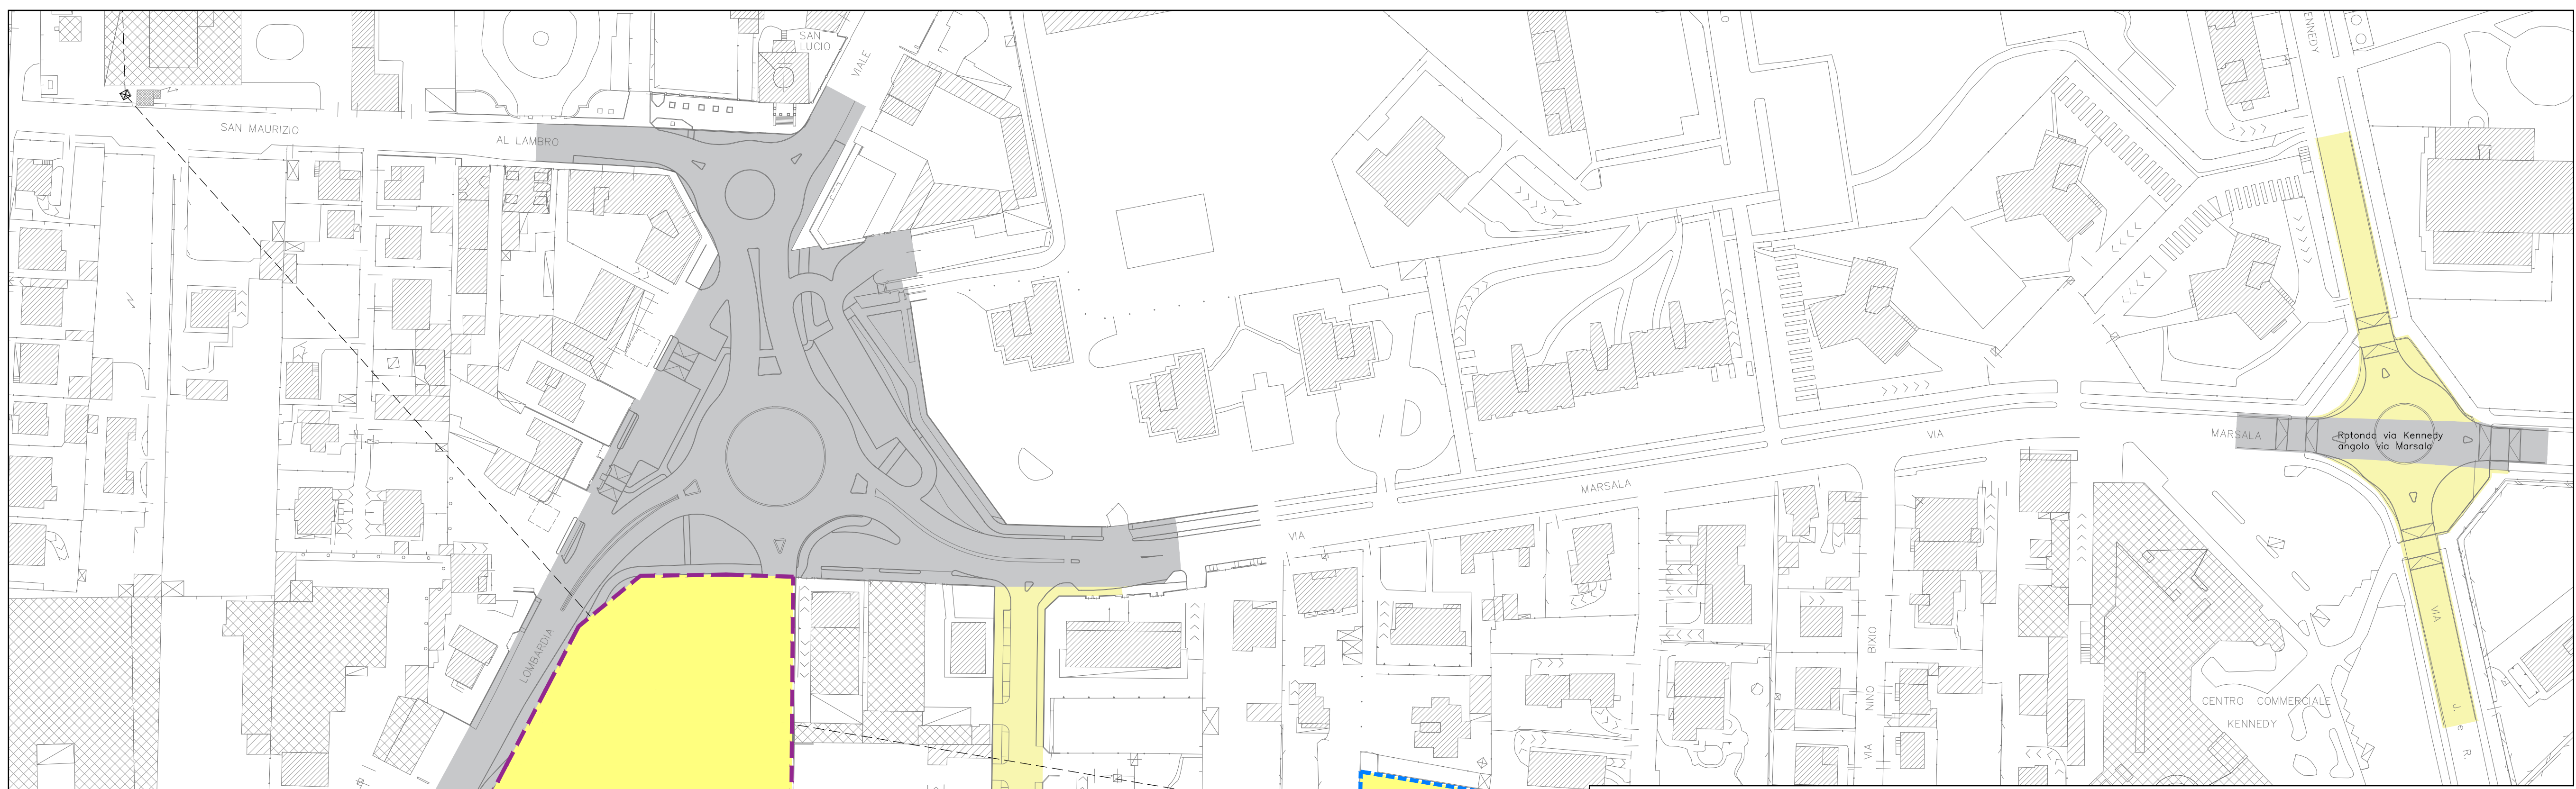 SAN
LUCIO
VIALE
KENNEDY
SAN MAURIZIO
AL LAMBRO
VIA
MARSALA
Rotonda via Kennedy
angolo via Marsala
MARSALA
VIA
LOMBARDIA
VIA NINO BIXIO
VIA
J. e R.
CENTRO COMMERCIALE
KENNEDY